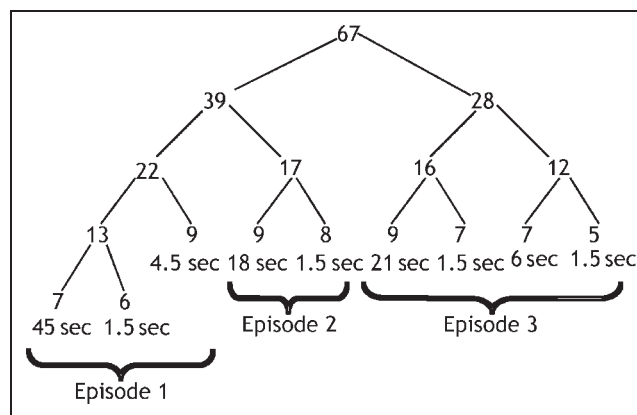 67
39 28
22 17 16 12
13 9 9 8 9 7 7 5
4.5 sec 18 sec 1.5 sec 21 sec 1.5 sec 6 sec 1.5 sec
7 6
45 sec 1.5 sec
Episode 2 Episode 3
Episode 1